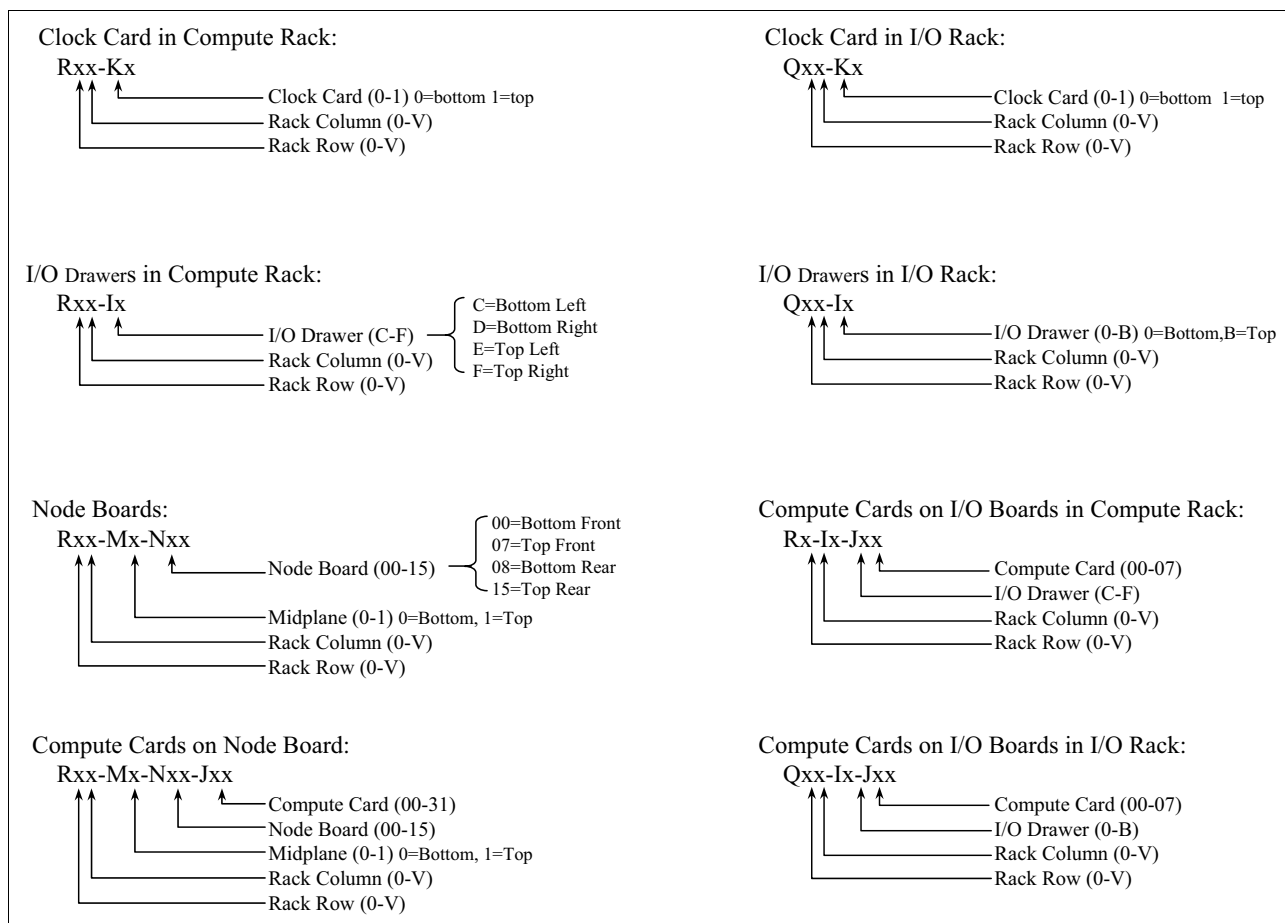 Clock Card in Compute Rack:
Rxx-Kx
Clock Card (0-1) 0=bottom 1=top
Rack Column (0-V)
Rack Row (0-V)
Clock Card in I/O Rack:
Qxx-Kx
Clock Card (0-1) 0=bottom 1=top
Rack Column (0-V)
Rack Row (0-V)
I/O Drawers in Compute Rack:
Rxx-Ix
I/O Drawer (C-F)
C=Bottom Left
D=Bottom Right
E=Top Left
F=Top Right
Rack Column (0-V)
Rack Row (0-V)
I/O Drawers in I/O Rack:
Qxx-Ix
I/O Drawer (0-B) 0=Bottom,B=Top
Rack Column (0-V)
Rack Row (0-V)
Node Boards:
Rxx-Mx-Nxx
Node Board (00-15)
00=Bottom Front
07=Top Front
08=Bottom Rear
15=Top Rear
Midplane (0-1) 0=Bottom, 1=Top
Rack Column (0-V)
Rack Row (0-V)
Compute Cards on I/O Boards in Compute Rack:
Rx-Ix-Jxx
Compute Card (00-07)
I/O Drawer (C-F)
Rack Column (0-V)
Rack Row (0-V)
Compute Cards on Node Board:
Rxx-Mx-Nxx-Jxx
Compute Card (00-31)
Node Board (00-15)
Midplane (0-1) 0=Bottom, 1=Top
Rack Column (0-V)
Rack Row (0-V)
Compute Cards on I/O Boards in I/O Rack:
Qxx-Ix-Jxx
Compute Card (00-07)
I/O Drawer (0-B)
Rack Column (0-V)
Rack Row (0-V)